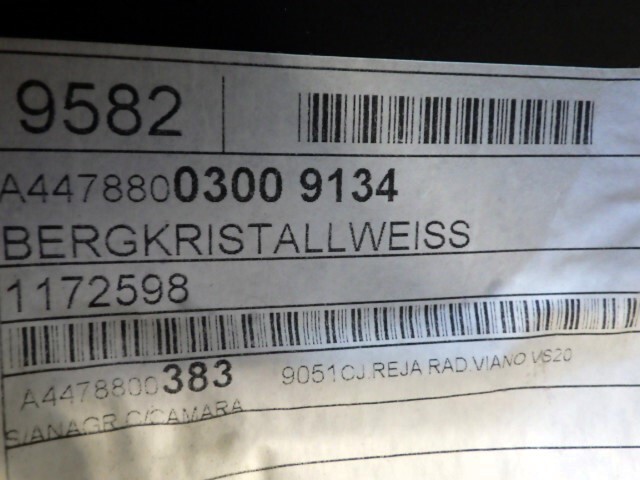 9582
A4478800300 9134
BERGKRISTALLWEISS
1172598
A4478800383 9051CJ.REJA RAD.VIANO VS20
S/ANAGR.C/CAMARA